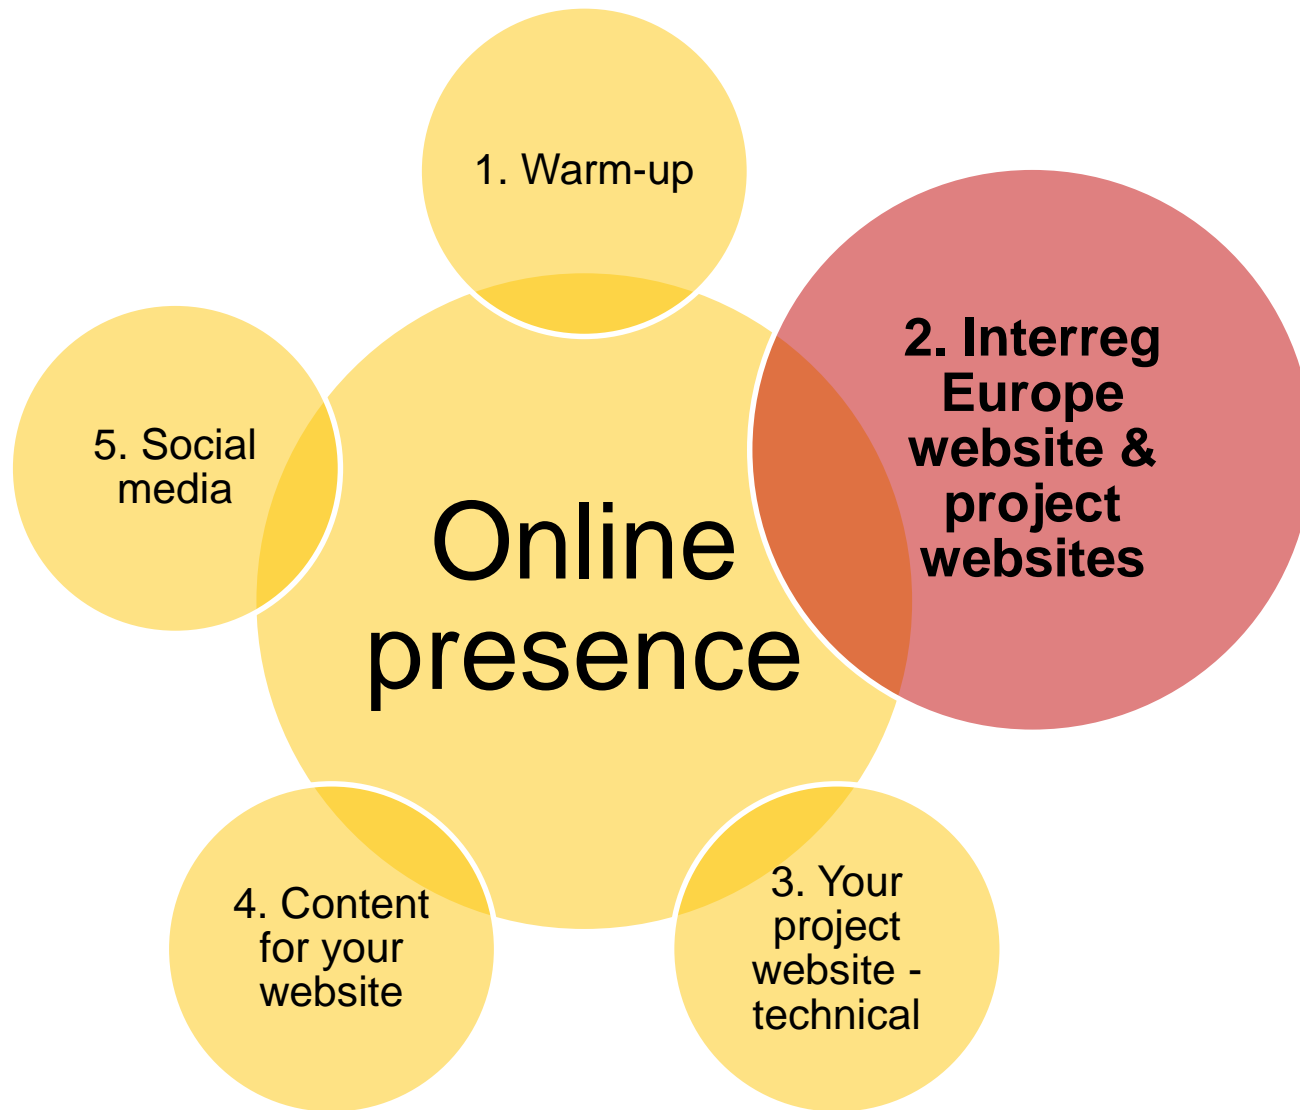 1. Warm-up
2. Interreg
Europe
website &
project
websites
5. Social
media
Online
presence
3. Your
project
website -
technical
4. Content
for your
website